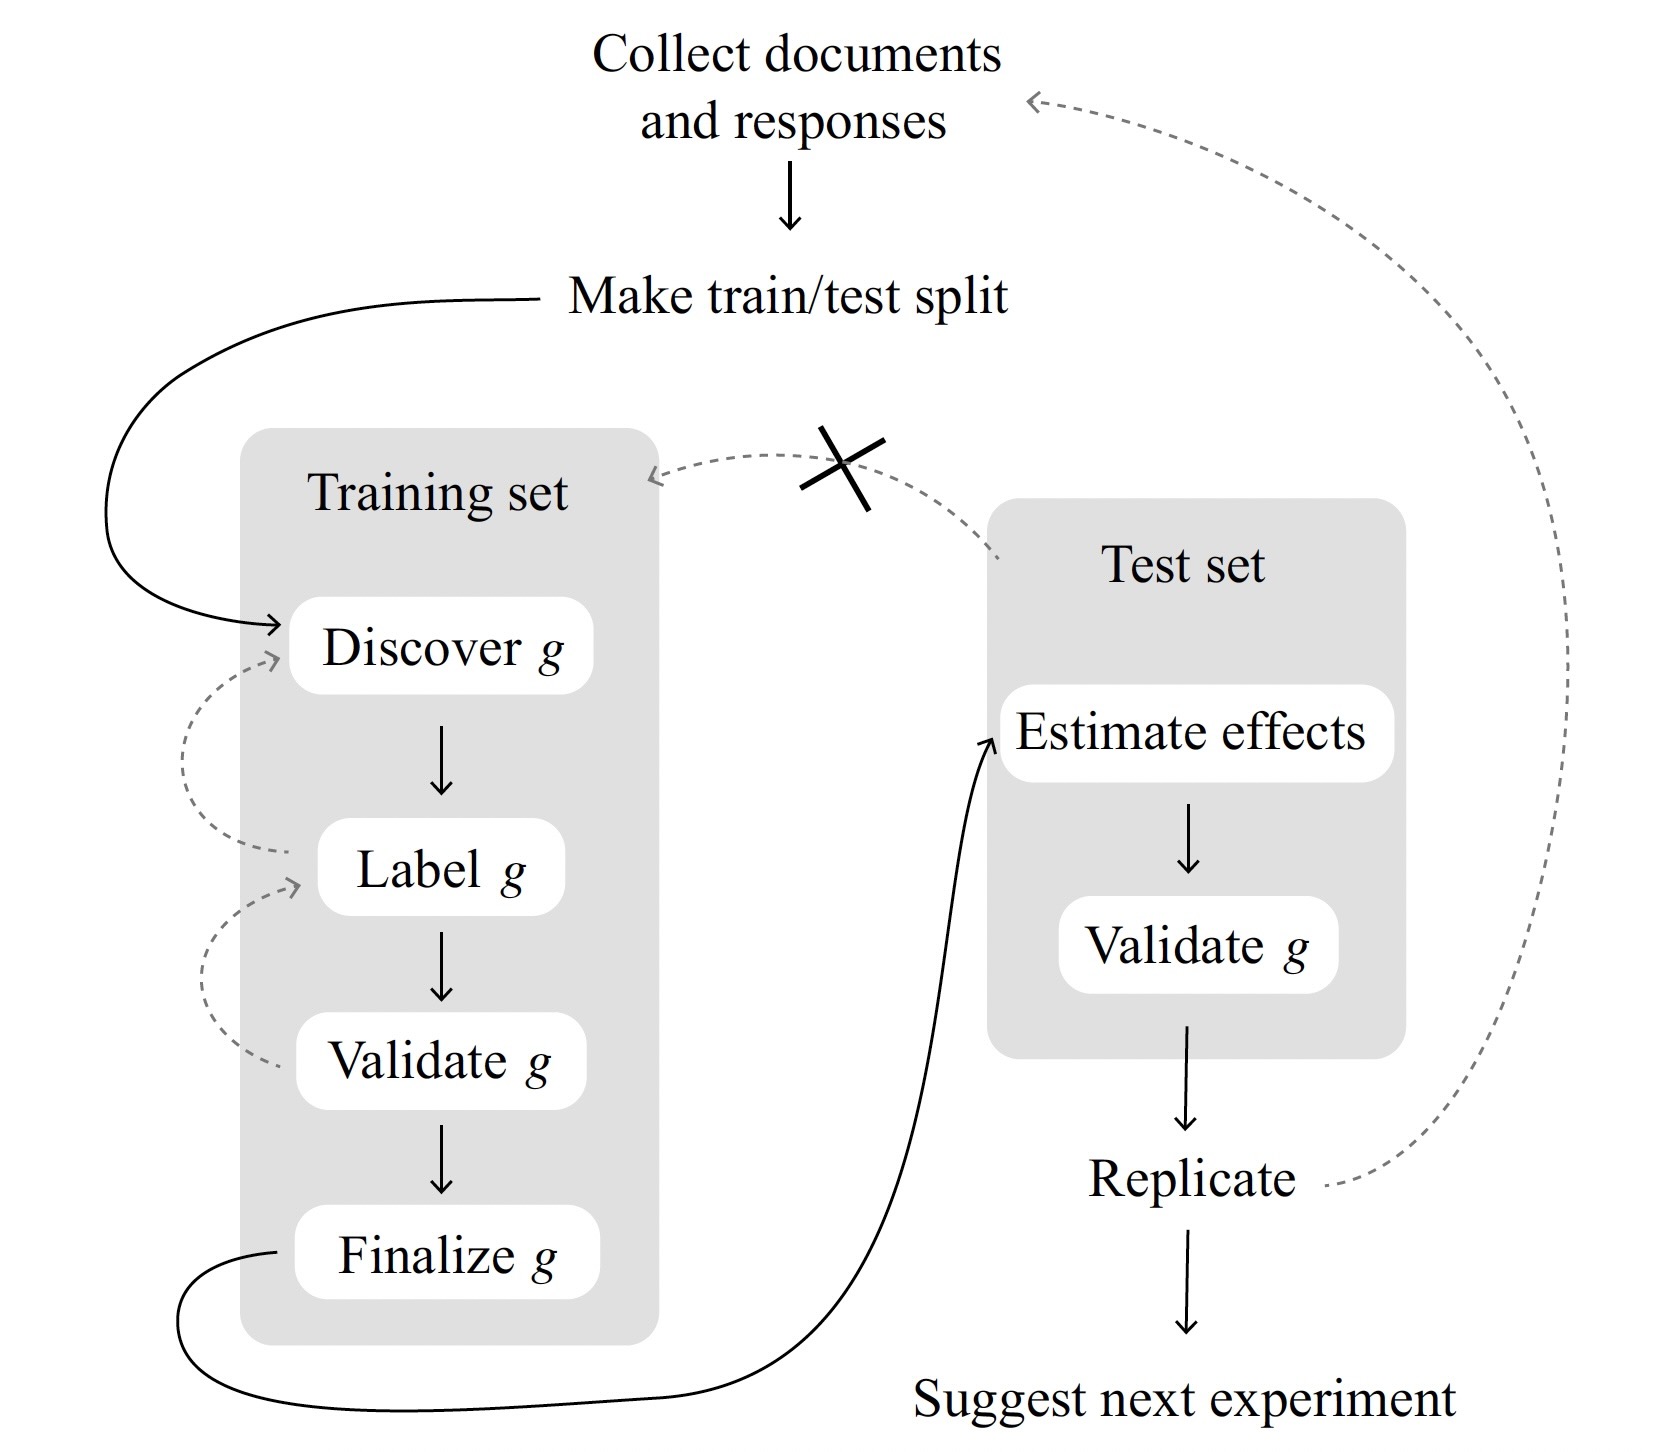 Collect documents
and responses
Make train/test split
Training set
Discover g
Label g
Validate g
Finalize g
Test set
Estimate effects
Validate g
Replicate
Suggest next experiment